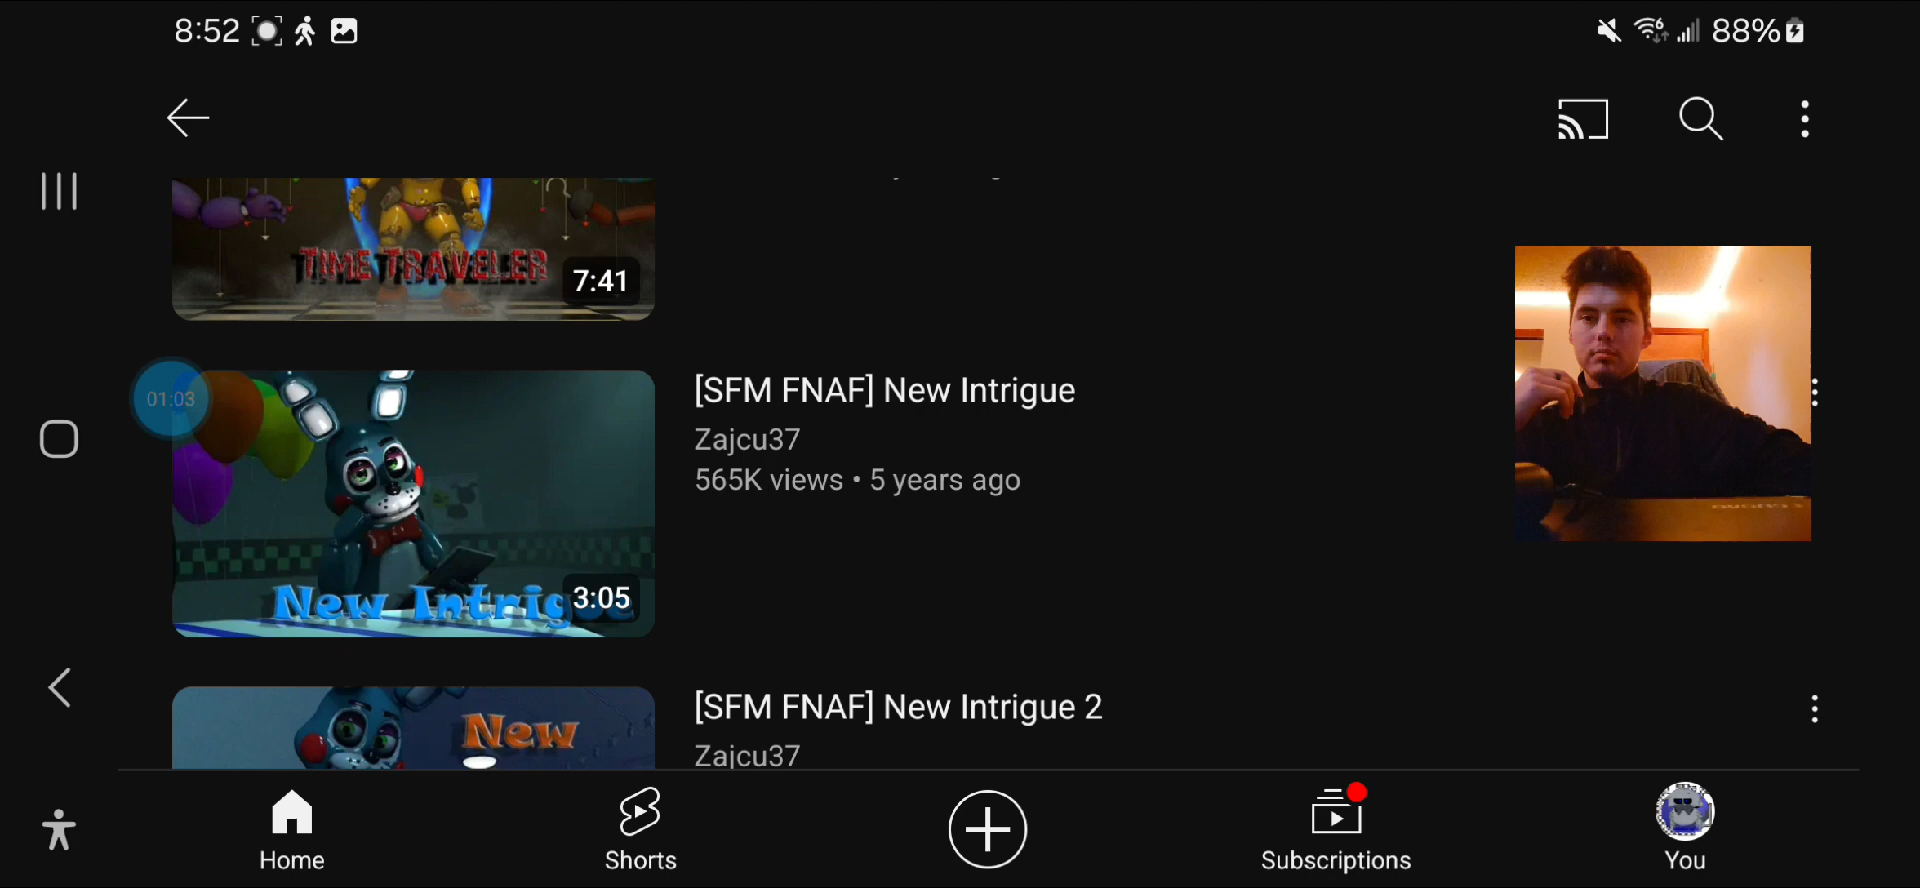 8:52
88%
TIME TRAVELER
7:41
01:03
[SFM FNAF] New Intrigue
Zajcu37
565K views • 5 years ago
New Intrigue
3:05
[SFM FNAF] New Intrigue 2
Zajcu37
New
Home
Shorts
Subscriptions
You